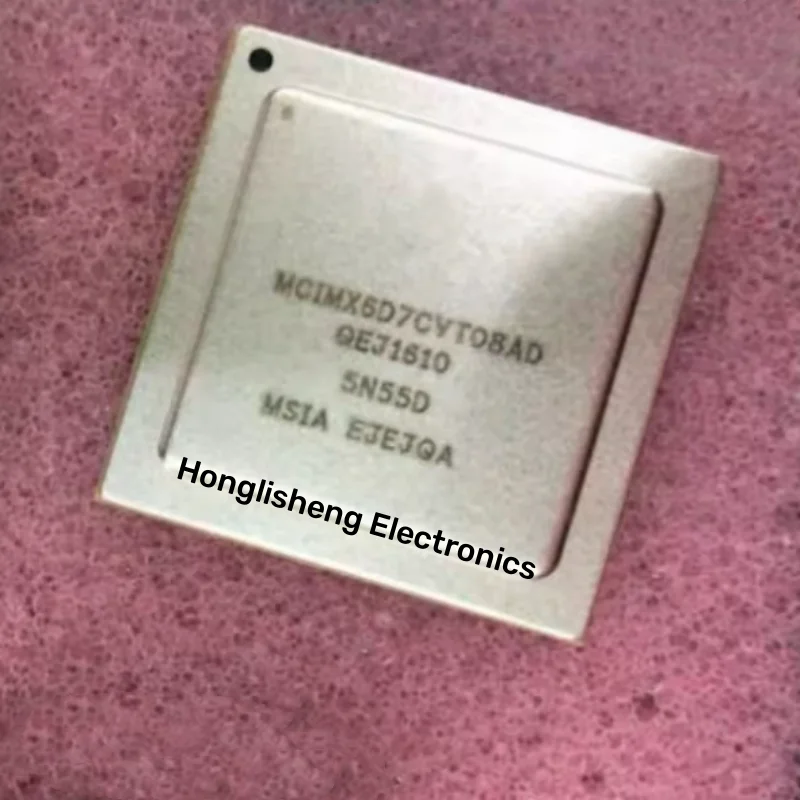 MCIMX6D7CVT08AD
QEJ1610
5N55D
MSIA EJEJQA
Honglisheng Electronics